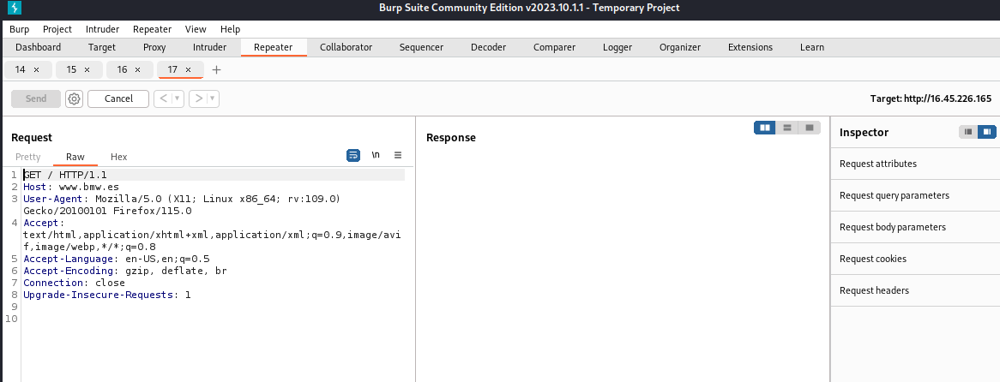 Burp Suite Community Edition v2023.10.1.1 - Temporary Project
Burp Project Intruder Repeater View Help
Dashboard Target Proxy Intruder Repeater Collaborator Sequencer Decoder Comparer Logger Organizer Extensions Learn
14 × 15 × 16 × 17 × +
Send Cancel < > Target: http://16.45.226.165
Request
Pretty Raw Hex \n
1 GET / HTTP/1.1
2 Host: www.bmw.es
3 User-Agent: Mozilla/5.0 (X11; Linux x86_64; rv:109.0)
Gecko/20100101 Firefox/115.0
4 Accept:
text/html,application/xhtml+xml,application/xml;q=0.9,image/avi
f,image/webp,*/*;q=0.8
5 Accept-Language: en-US,en;q=0.5
6 Accept-Encoding: gzip, deflate, br
7 Connection: close
8 Upgrade-Insecure-Requests: 1
9
10
Response
Inspector
Request attributes
Request query parameters
Request body parameters
Request cookies
Request headers